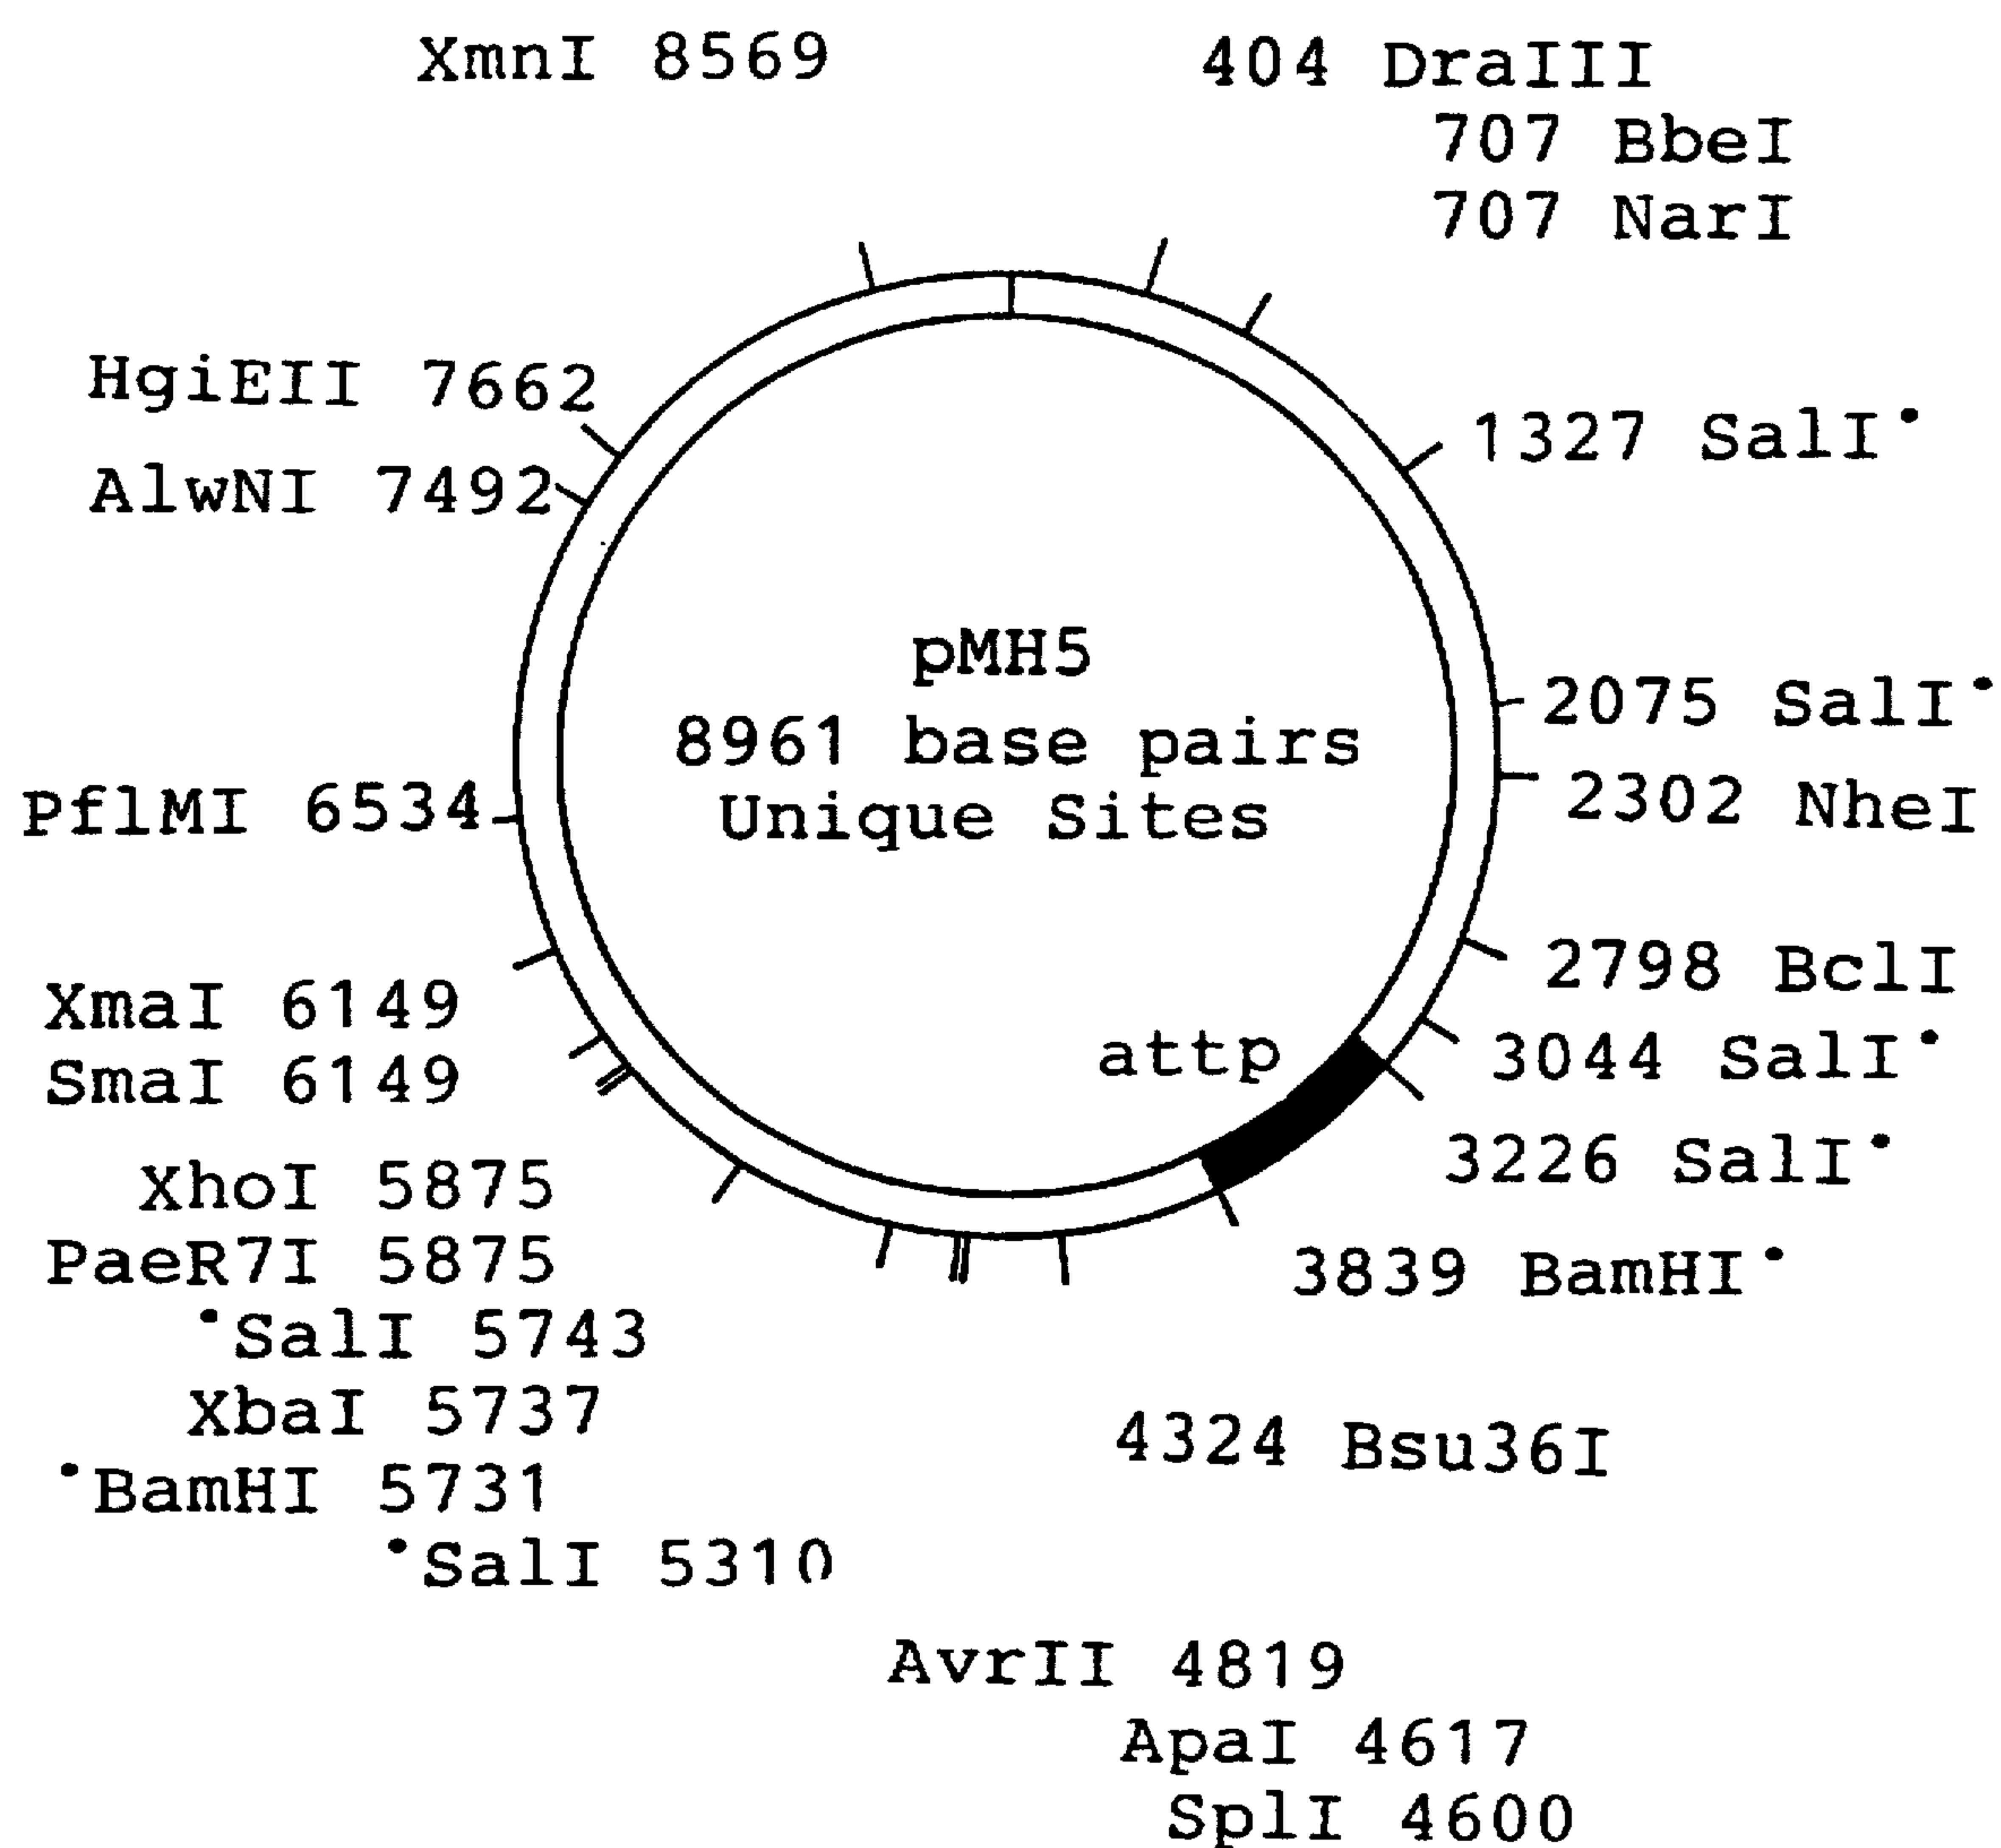 XmnI 8569
404 DraIII
707 BbeI
707 NarI
HgiEII 7662
1327 SalI•
AlwNI 7492
pMH5
8961 base pairs
Unique Sites
2075 SalI•
2302 NheI
PflMI 6534
2798 BclI
XmaI 6149
SmaI 6149
attp
3044 SalI•
3226 SalI•
XhoI 5875
PaeR7I 5875
•SalI 5743
XbaI 5737
•BamHI 5731
•SalI 5310
3839 BamHI•
4324 Bsu36I
AvrII 4819
ApaI 4617
SplI 4600